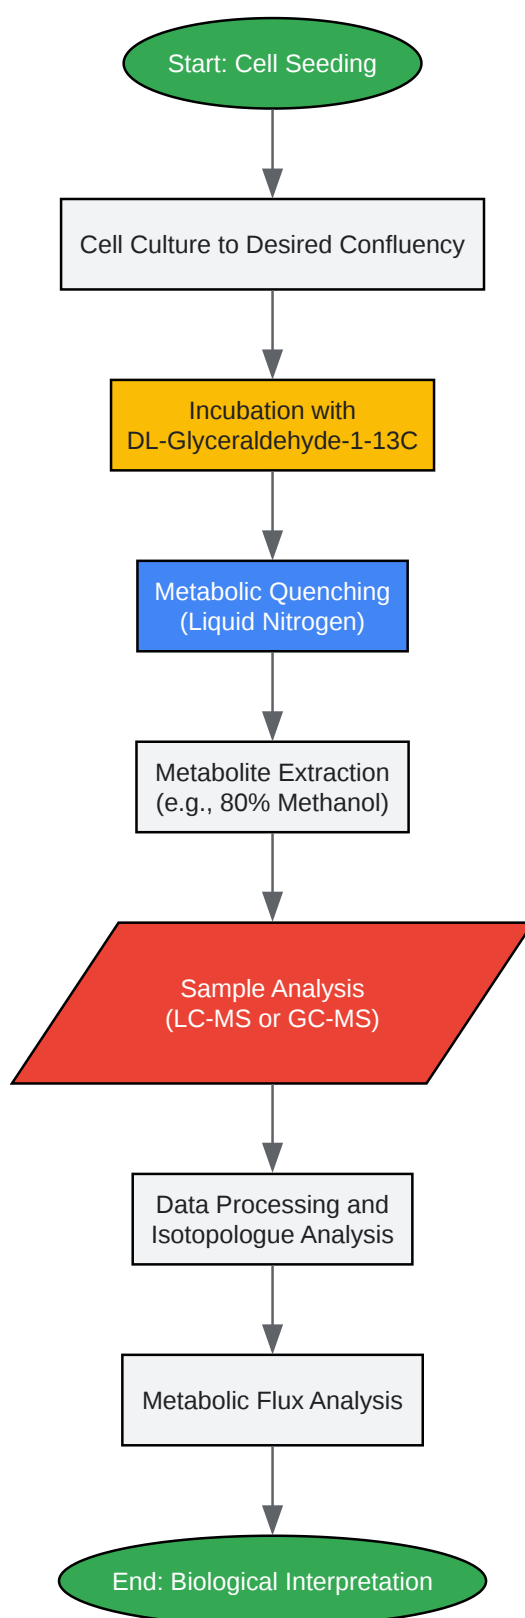 Start: Cell Seeding
Cell Culture to Desired Confluency
Incubation with
DL-Glyceraldehyde-1-13C
Metabolic Quenching
(Liquid Nitrogen)
Metabolite Extraction
(e.g., 80% Methanol)
Sample Analysis
(LC-MS or GC-MS)
Data Processing and
Isotopologue Analysis
Metabolic Flux Analysis
End: Biological Interpretation